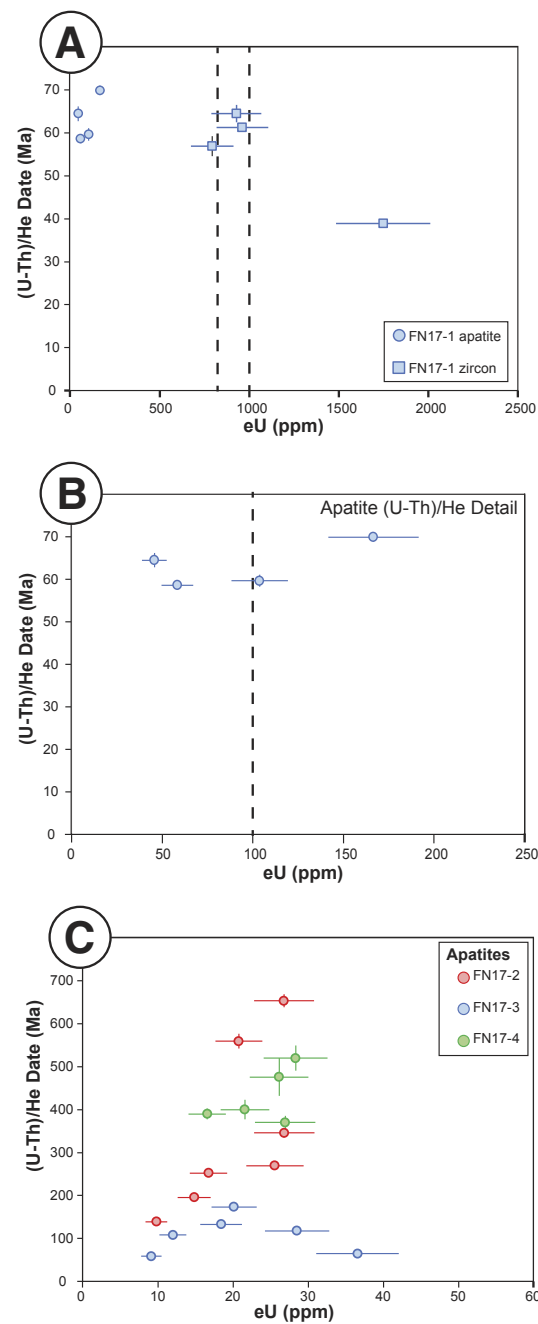 A
(U-Th)/He Date (Ma)
70
60
50
40
30
20
10
0
0
500
1000
1500
2000
2500
eU (ppm)
FN17-1 apatite
FN17-1 zircon
B
Apatite (U-Th)/He Detail
(U-Th)/He Date (Ma)
70
60
50
40
30
20
10
0
0
50
100
150
200
250
eU (ppm)
C
Apatites
FN17-2
FN17-3
FN17-4
(U-Th)/He Date (Ma)
700
600
500
400
300
200
100
0
10
20
30
40
50
60
eU (ppm)